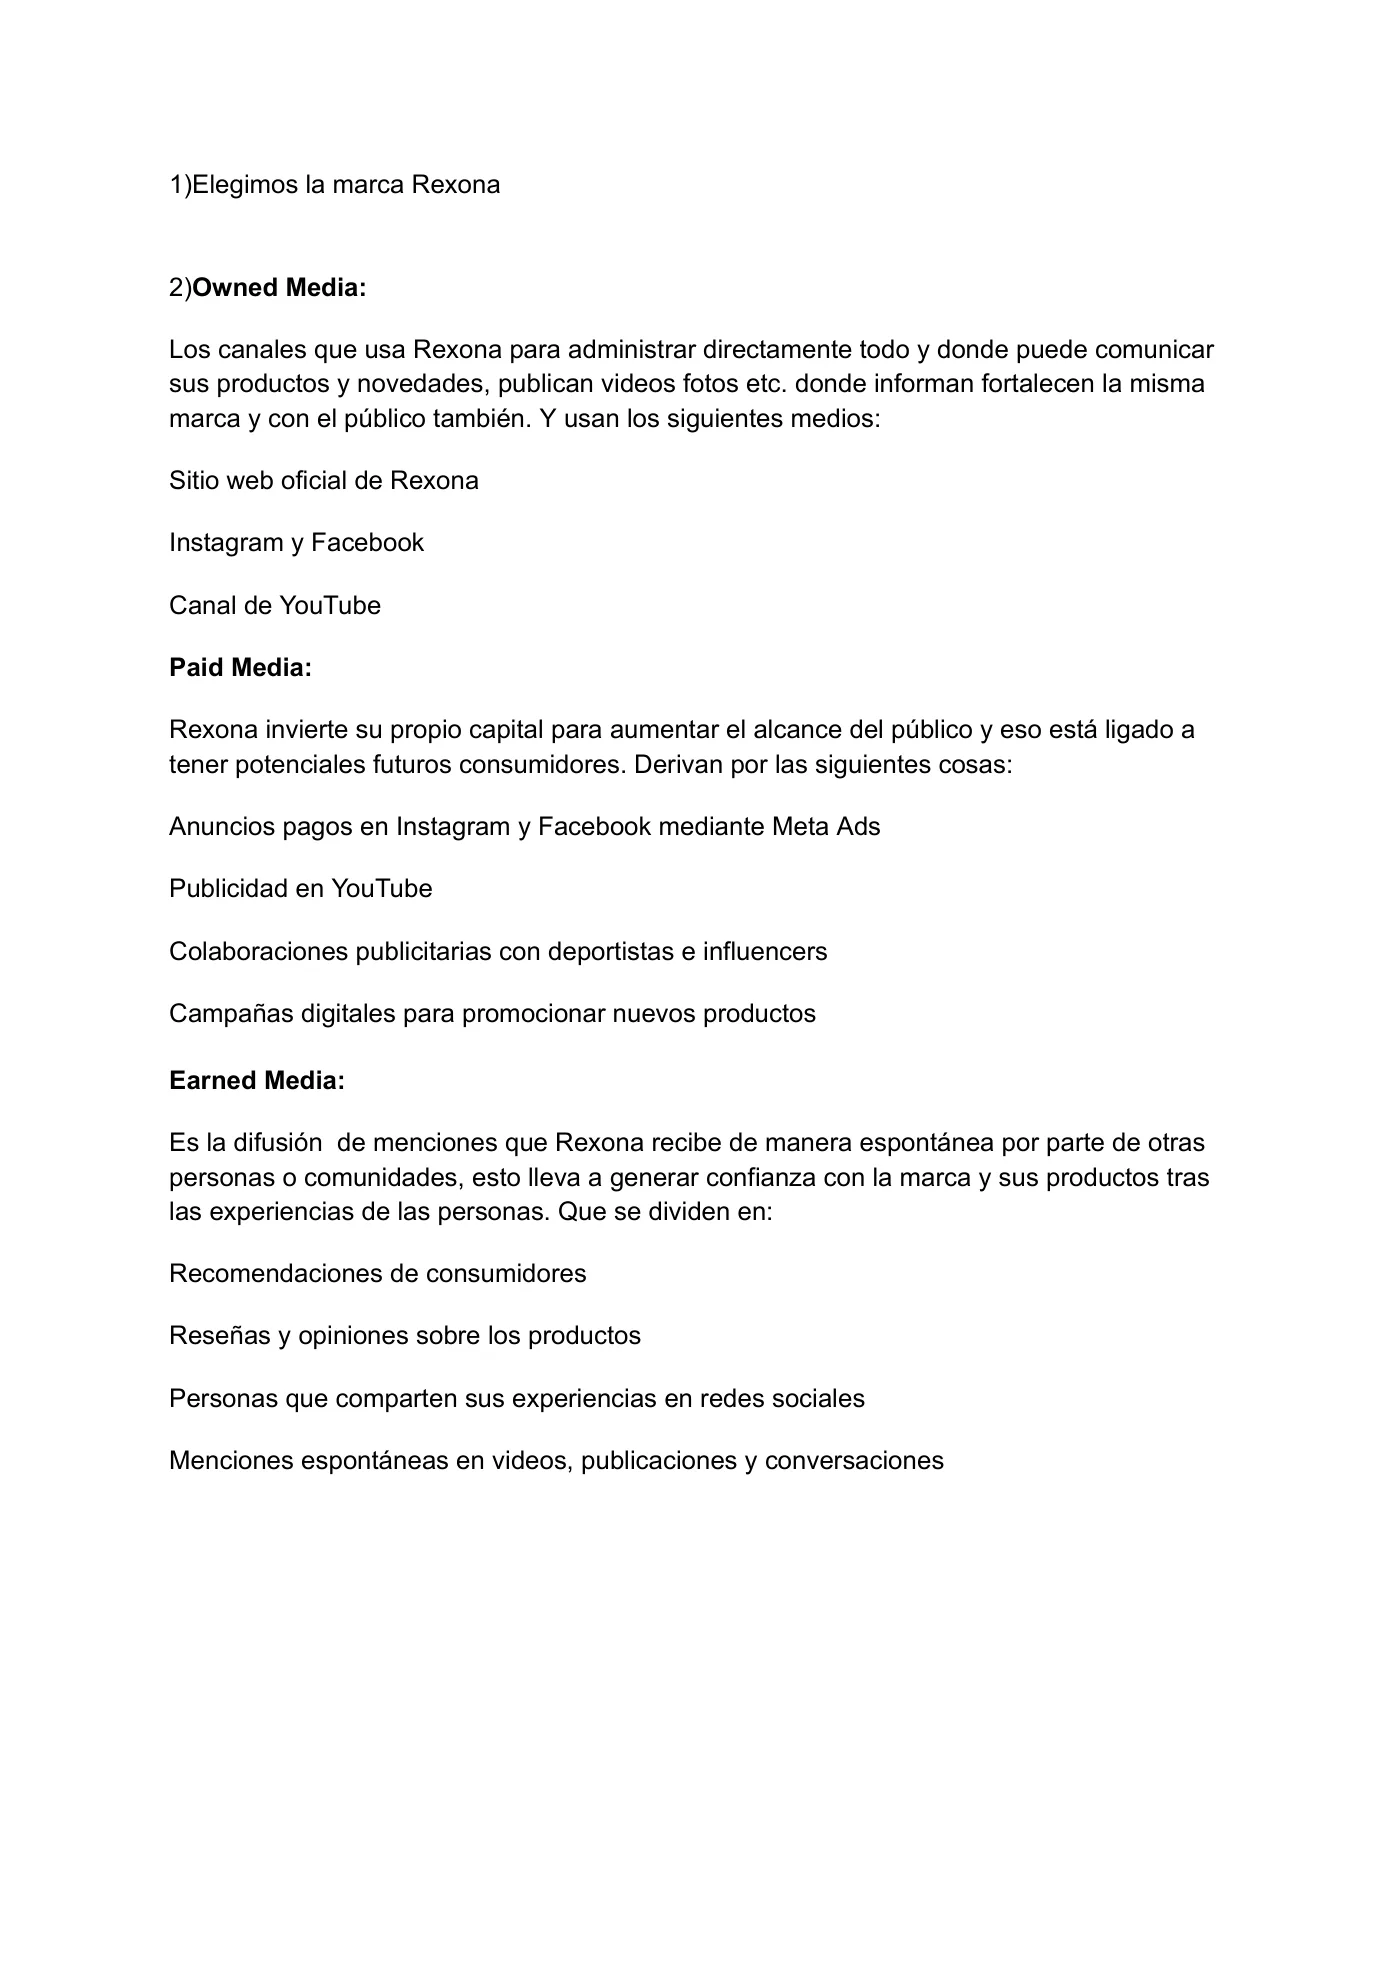 1)Elegimos la marca Rexona
2)Owned Media:
Los canales que usa Rexona para administrar directamente todo y donde puede comunicar
sus productos y novedades, publican videos fotos etc. donde informan fortalecen la misma
marca y con el público también. Y usan los siguientes medios:
Sitio web oficial de Rexona
Instagram y Facebook
Canal de YouTube
Paid Media:
Rexona invierte su propio capital para aumentar el alcance del público y eso está ligado a
tener potenciales futuros consumidores. Derivan por las siguientes cosas:
Anuncios pagos en Instagram y Facebook mediante Meta Ads
Publicidad en YouTube
Colaboraciones publicitarias con deportistas e influencers
Campañas digitales para promocionar nuevos productos
Earned Media:
Es la difusión  de menciones que Rexona recibe de manera espontánea por parte de otras
personas o comunidades, esto lleva a generar confianza con la marca y sus productos tras
las experiencias de las personas. Que se dividen en:
Recomendaciones de consumidores
Reseñas y opiniones sobre los productos
Personas que comparten sus experiencias en redes sociales
Menciones espontáneas en videos, publicaciones y conversaciones